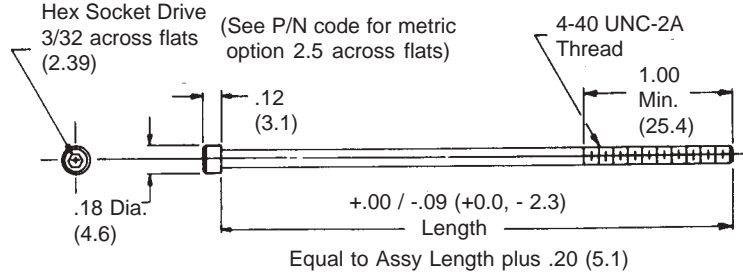 Hex Socket Drive
3/32 across flats
(2.39)
(See P/N code for metric
option 2.5 across flats)
4-40 UNC-2A
Thread
1.00
Min.
(25.4)
.12
(3.1)
.18 Dia.
(4.6)
+.00 / -.09 (+0.0, - 2.3)
Length
Equal to Assy Length plus .20 (5.1)